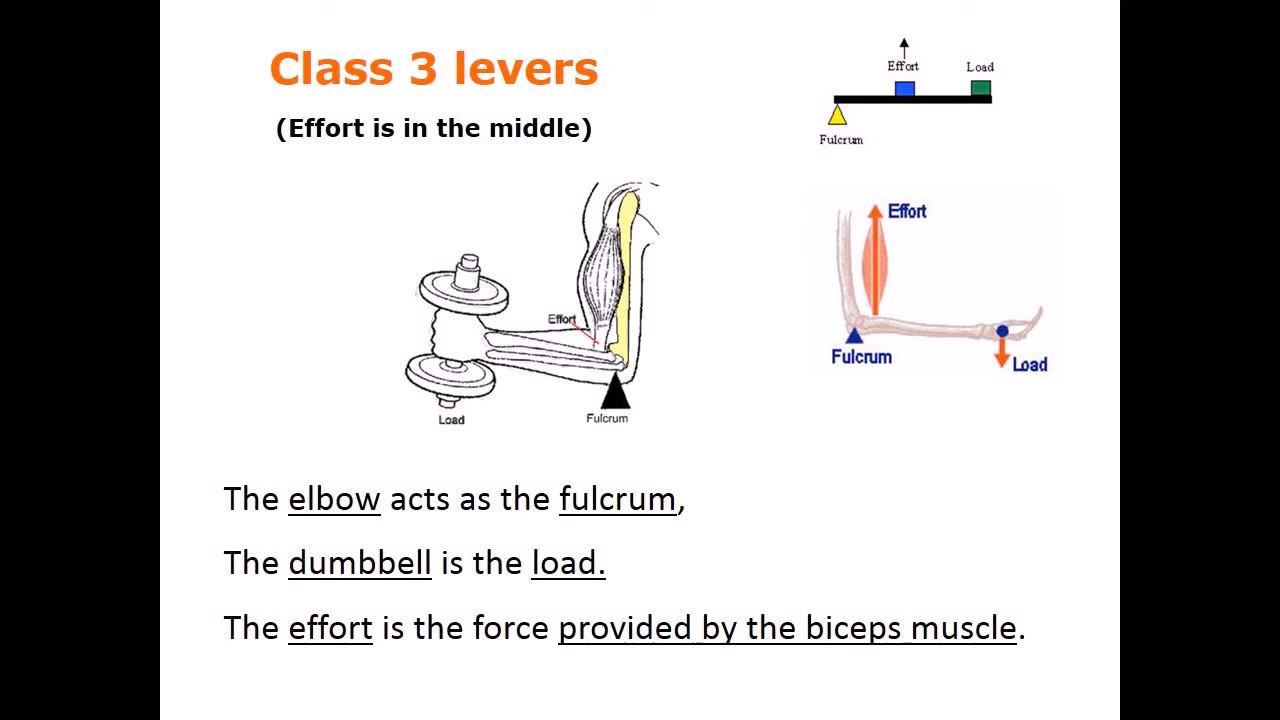 Class 3 levers
(Effort is in the middle)
Effort
Load
Fulcrum
Effort
Load
Fulcrum
Effort
Fulcrum
Load
The elbow acts as the fulcrum,
The dumbbell is the load.
The effort is the force provided by the biceps muscle.